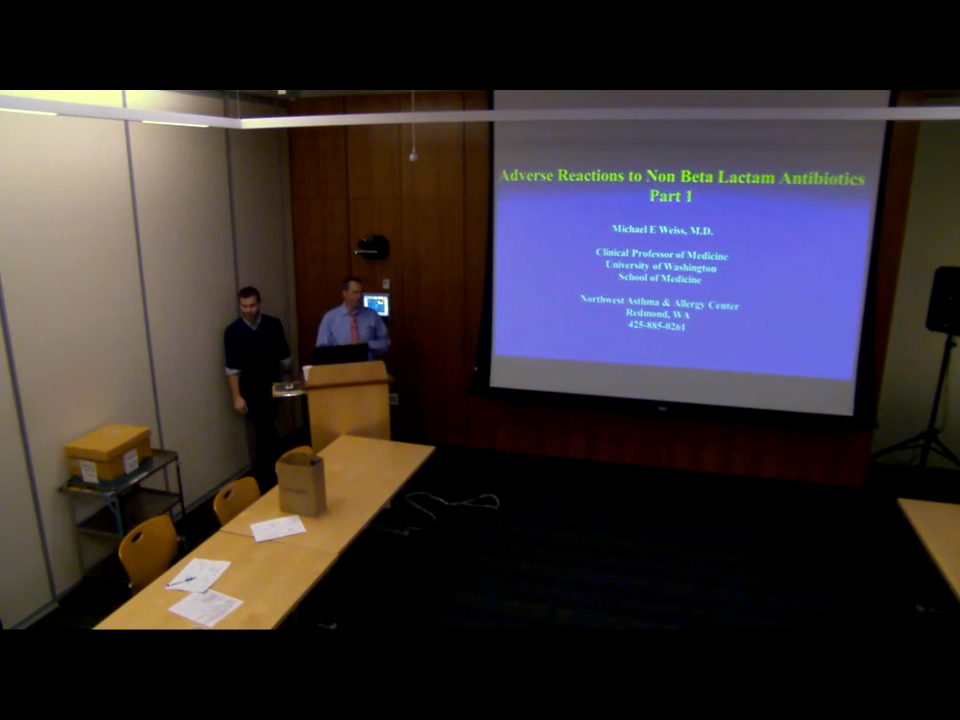 Adverse Reactions to Non Beta Lactam Antibiotics
Part 1
Michael E Weiss, M.D.
Clinical Professor of Medicine
University of Washington
School of Medicine
Northwest Asthma & Allergy Center
Redmond, WA
425-885-0261